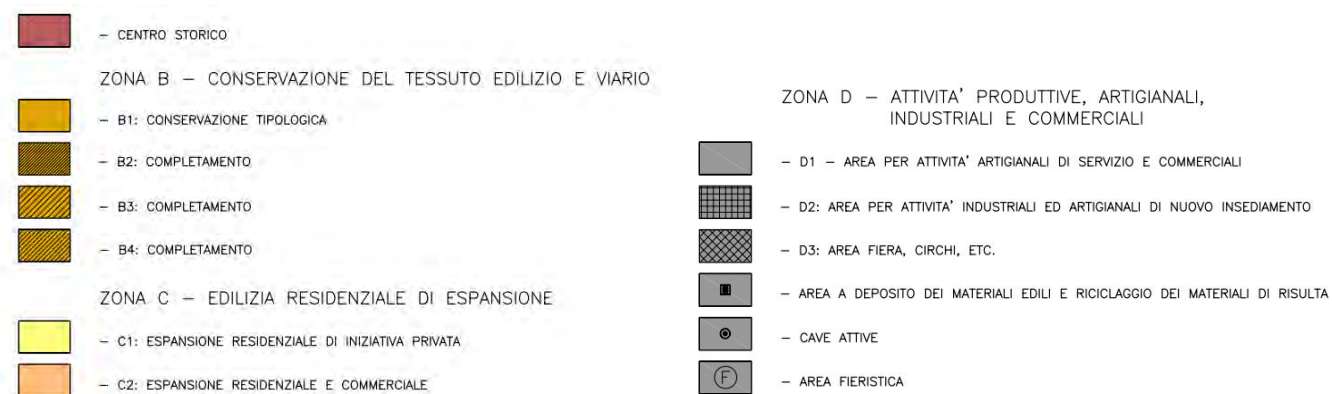 – CENTRO STORICO
ZONA B – CONSERVAZIONE DEL TESSUTO EDILIZIO E VIARIO
– B1: CONSERVAZIONE TIPOLOGICA
– B2: COMPLETAMENTO
– B3: COMPLETAMENTO
– B4: COMPLETAMENTO
ZONA C – EDILIZIA RESIDENZIALE DI ESPANSIONE
– C1: ESPANSIONE RESIDENZIALE DI INIZIATIVA PRIVATA
– C2: ESPANSIONE RESIDENZIALE E COMMERCIALE
ZONA D – ATTIVITA' PRODUTTIVE, ARTIGIANALI,
INDUSTRIALI E COMMERCIALI
– D1 – AREA PER ATTIVITA' ARTIGIANALI DI SERVIZIO E COMMERCIALI
– D2: AREA PER ATTIVITA' INDUSTRIALI ED ARTIGIANALI DI NUOVO INSEDIAMENTO
– D3: AREA FIERA, CIRCHI, ETC.
– AREA A DEPOSITO DEI MATERIALI EDILI E RICICLAGGIO DEI MATERIALI DI RISULTA
– CAVE ATTIVE
F – AREA FIERISTICA